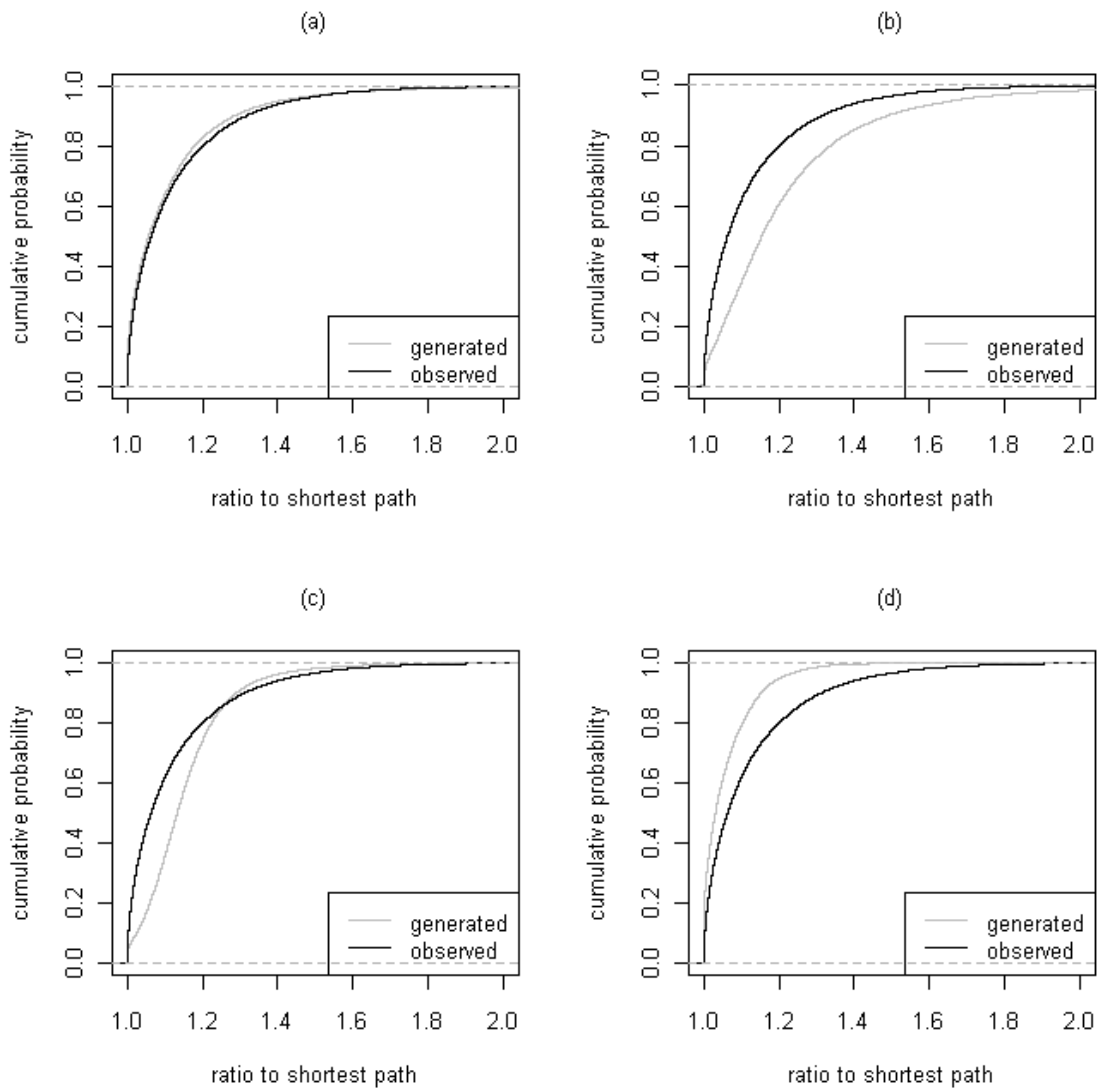 (a)
cumulative probability
1.0
0.8
0.6
0.4
0.2
0.0
generated
observed
1.0 1.2 1.4 1.6 1.8 2.0
ratio to shortest path
(b)
cumulative probability
1.0
0.8
0.6
0.4
0.2
0.0
generated
observed
1.0 1.2 1.4 1.6 1.8 2.0
ratio to shortest path
(c)
cumulative probability
1.0
0.8
0.6
0.4
0.2
0.0
generated
observed
1.0 1.2 1.4 1.6 1.8 2.0
ratio to shortest path
(d)
cumulative probability
1.0
0.8
0.6
0.4
0.2
0.0
generated
observed
1.0 1.2 1.4 1.6 1.8 2.0
ratio to shortest path